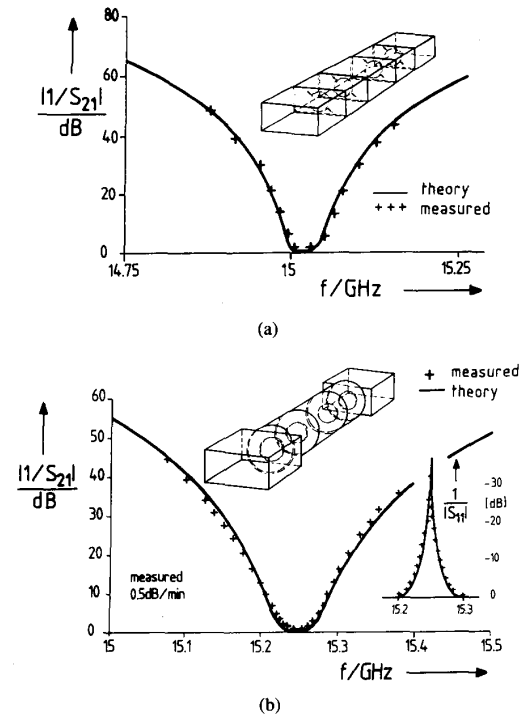 80
60
40
20
0
|1/S21|
dB
theory
+++ measured
14.75
15
15.25
f/GHz
(a)
60
50
40
30
20
10
0
|1/S21|
dB
+ measured
theory
measured
0.5dB/min
1
|S11|
-30
[dB]
-20
-10
0
15.2
15.3
15
15.1
15.2
15.3
15.4
15.5
f/GHz
(b)